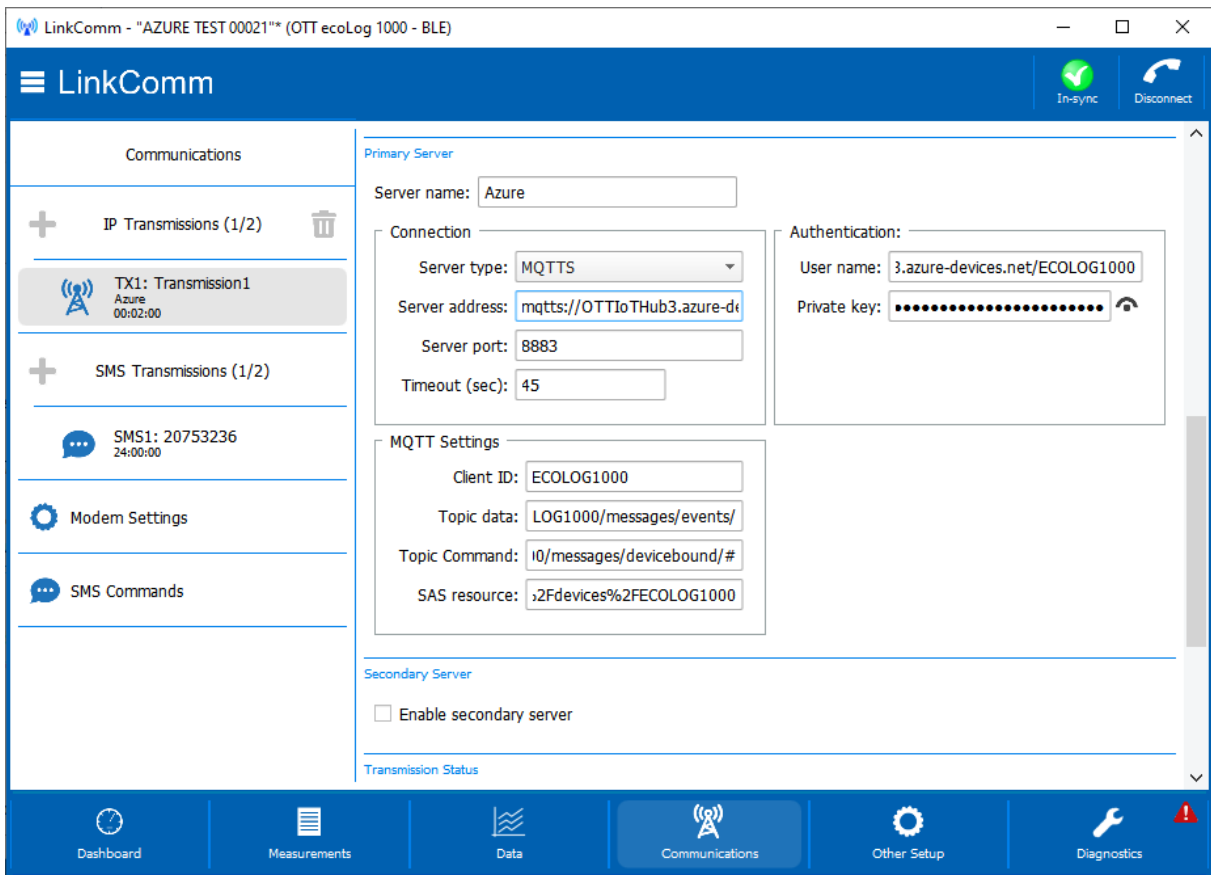 LinkComm - "AZURE TEST 00021"* (OTT ecoLog 1000 - BLE)
LinkComm
In-sync
Disconnect
Communications
IP Transmissions (1/2)
TX1: Transmission1
Azure
00:02:00
SMS Transmissions (1/2)
SMS1: 20753236
24:00:00
Modem Settings
SMS Commands
Primary Server
Server name: Azure
Connection
Server type: MQTTS
Server address: mqtts://OTTIoTHub3.azure-de
Server port: 8883
Timeout (sec): 45
Authentication:
User name: 3.azure-devices.net/ECOLOG1000
Private key: ●●●●●●●●●●●●●●●●●●●●●●●●
MQTT Settings
Client ID: ECOLOG1000
Topic data: LOG1000/messages/events/
Topic Command: 0/messages/devicebound/#
SAS resource: 2Fdevices%2FECOLOG1000
Secondary Server
Enable secondary server
Transmission Status
Dashboard
Measurements
Data
Communications
Other Setup
Diagnostics